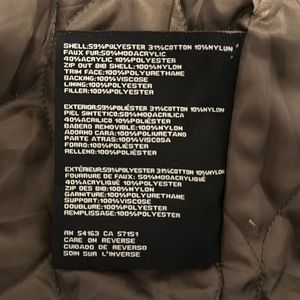 SHELL:59%POLYESTER 31%COTTON 10%NYLON
FAUX FUR:50%MODACRYLIC
40%ACRYLIC 10%POLYESTER
ZIP OUT BIB SHELL:100%NYLON
TRIM FACE:100%POLYURETHANE
BACKING:100%VISCOSE
LINING:100%POLYESTER
FILLER:100%POLYESTER
EXTERIOR:59%POLIÉSTER 31%COTTON 10%NYLON
PIEL SINTETICO:50%MODACRILICA
40%ACRILICO 10%POLIÉSTER
BABERO REMOVIBLE:100%NYLON
ADORNO CARA:100%POLIURETANO
PARTE ATRAS:100%VISCOSE
FORRO:100%POLIÉSTER
RELLENO:100%POLIÉSTER
EXTÉRIEUR:59%POLYESTER 31%COTTON 10%NYLON
FOURRURE DE FAUX:50%MODACRYLIQUE
40%ACRYLIQUE 10%POLYESTER
ZIP DES BIB:100%NYLON
GARNITURE:100%POLYURETHANE
SUPPORT:100%VISCOSE
DOUBLURE:100%POLYESTER
REMPLISSAGE:100%POLYESTER
RN 54163 CA 57151
CARE ON REVERSE
CUIDADO DE REVERSO
SOIN SUR L'INVERSE